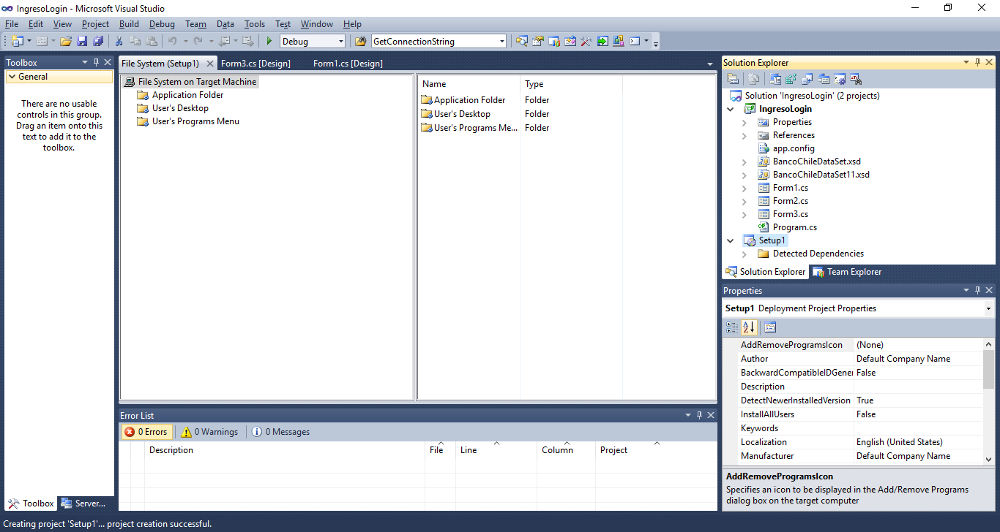 IngresoLogin - Microsoft Visual Studio
File Edit View Project Build Debug Team Data Tools Test Window Help
Debug GetConnectionString
Toolbox
General
There are no usable
controls in this group.
Drag an item onto this
text to add it to the
toolbox.
Toolbox Server...
File System (Setup1) Form3.cs [Design] Form1.cs [Design]
File System on Target Machine
Application Folder
User's Desktop
User's Programs Menu
Name Type
Application Folder Folder
User's Desktop Folder
User's Programs Me... Folder
Error List
0 Errors 0 Warnings 0 Messages
Description File Line Column Project
Solution Explorer
Solution 'IngresoLogin' (2 projects)
IngresoLogin
Properties
References
app.config
BancoChileDataSet.xsd
BancoChileDataSet11.xsd
Form1.cs
Form2.cs
Form3.cs
Program.cs
Setup1
Detected Dependencies
Solution Explorer Team Explorer
Properties
Setup1 Deployment Project Properties
AddRemoveProgramsIcon (None)
Author Default Company Name
BackwardCompatibleIDGener False
Description
DetectNewerInstalledVersion True
InstallAllUsers False
Keywords
Localization English (United States)
Manufacturer Default Company Name
AddRemoveProgramsIcon
Specifies an icon to be displayed in the Add/Remove Programs
dialog box on the target computer
Creating project 'Setup1'... project creation successful.